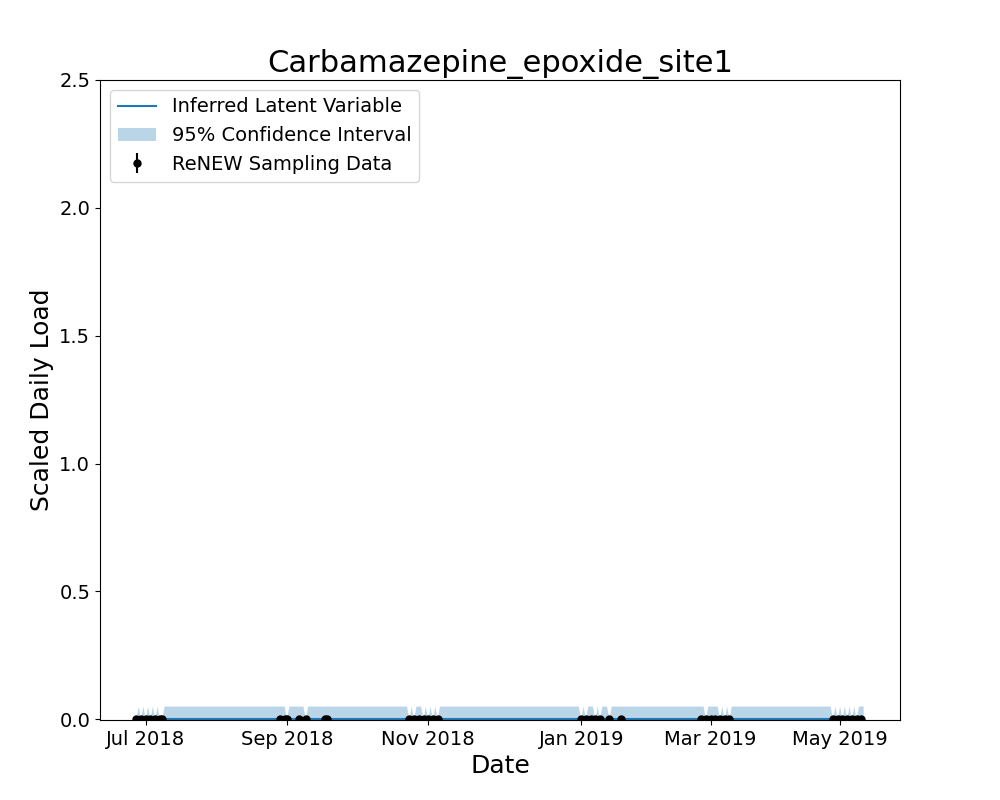 Carbamazepine_epoxide_site1
2.5
Inferred Latent Variable
95% Confidence Interval
ReNEW Sampling Data
2.0
1.5
1.0
0.5
0.0
Scaled Daily Load
Jul 2018 Sep 2018 Nov 2018 Jan 2019 Mar 2019 May 2019
Date